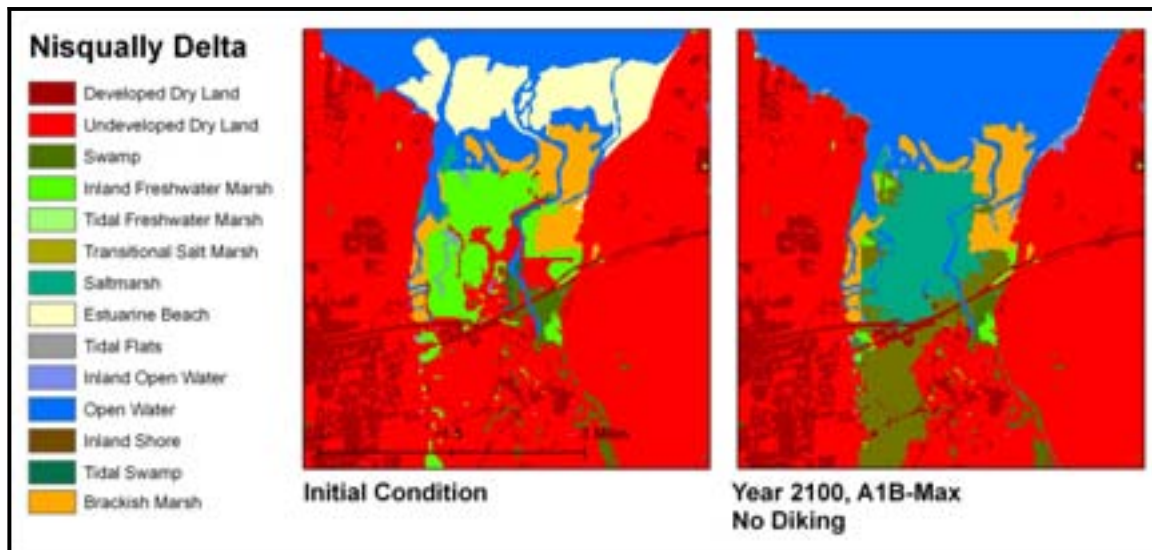 Nisqually Delta
Developed Dry Land
Undeveloped Dry Land
Swamp
Inland Freshwater Marsh
Tidal Freshwater Marsh
Transitional Salt Marsh
Saltmarsh
Estuarine Beach
Tidal Flats
Inland Open Water
Open Water
Inland Shore
Tidal Swamp
Brackish Marsh
Initial Condition
Year 2100, A1B-Max
No Diking